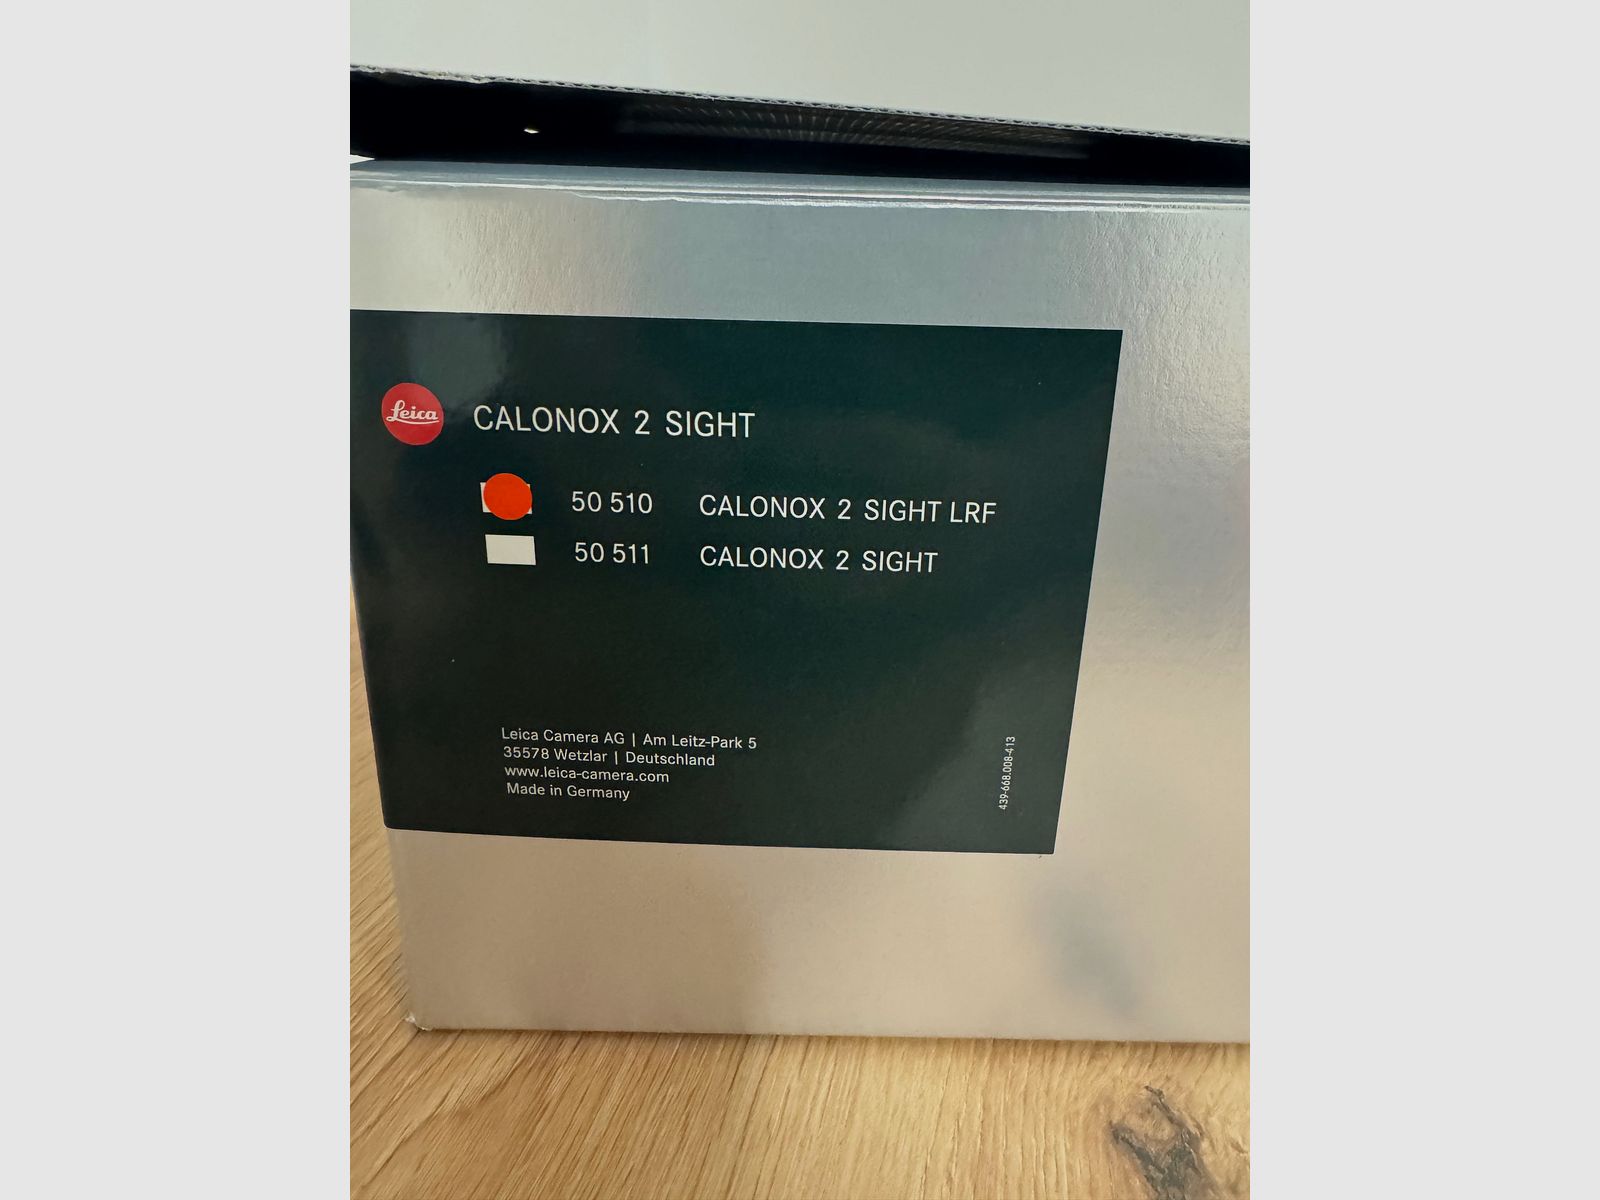 Leica CALONOX 2 SIGHT
50 510 CALONOX 2 SIGHT LRF
50 511 CALONOX 2 SIGHT
Leica Camera AG | Am Leitz-Park 5
35578 Wetzlar | Deutschland
www.leica-camera.com
Made in Germany
439-668.008-413